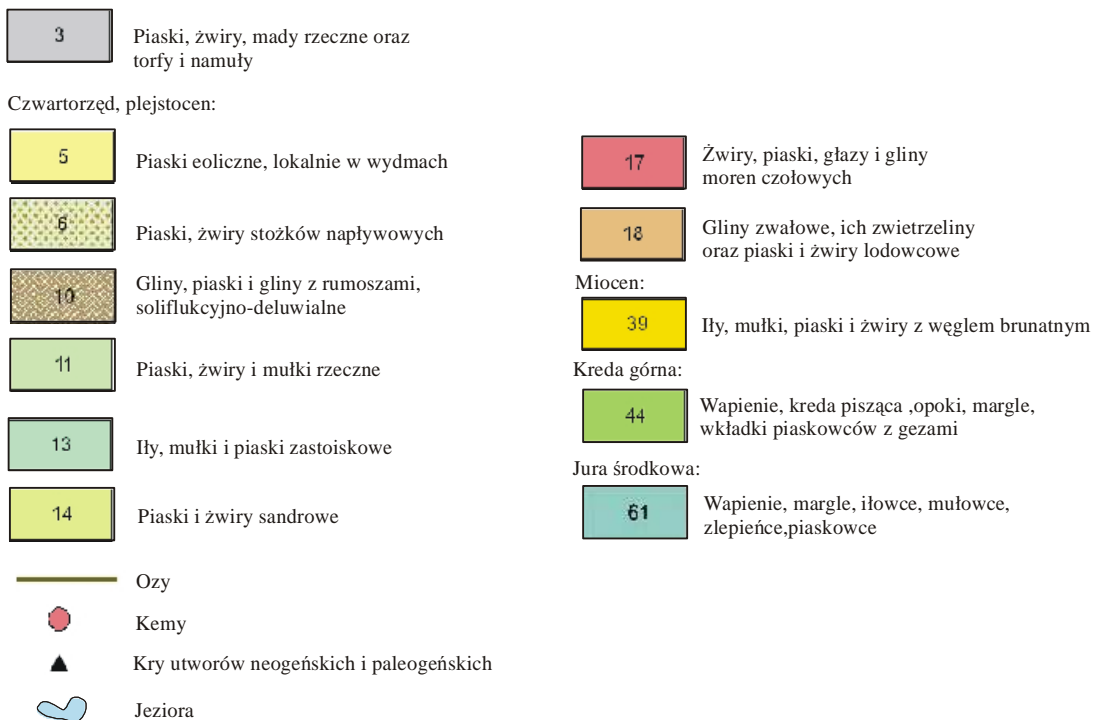 3
Piaski, żwiry, mady rzeczne oraz
torfy i namuły
Czwartorzęd, plejstocen:
5
Piaski eoliczne, lokalnie w wydmach
6
Piaski, żwiry stożków napływowych
10
Gliny, piaski i gliny z rumoszami,
soliflukcyjno-deluwialne
11
Piaski, żwiry i mułki rzeczne
13
Iły, mułki i piaski zastoiskowe
14
Piaski i żwiry sandrowe
Ozy
Kemy
Kry utworów neogeńskich i paleogeńskich
Jeziora
17
Żwiry, piaski, głazy i gliny
moren czołowych
18
Gliny zwałowe, ich zwietrzeliny
oraz piaski i żwiry lodowcowe
Miocen:
39
Iły, mułki, piaski i żwiry z węglem brunatnym
Kreda górna:
44
Wapienie, kreda pisząca ,opoki, margle,
wkładki piaskowców z gezami
Jura środkowa:
61
Wapienie, margle, iłowce, mułowce,
zlepieńce,piaskowce